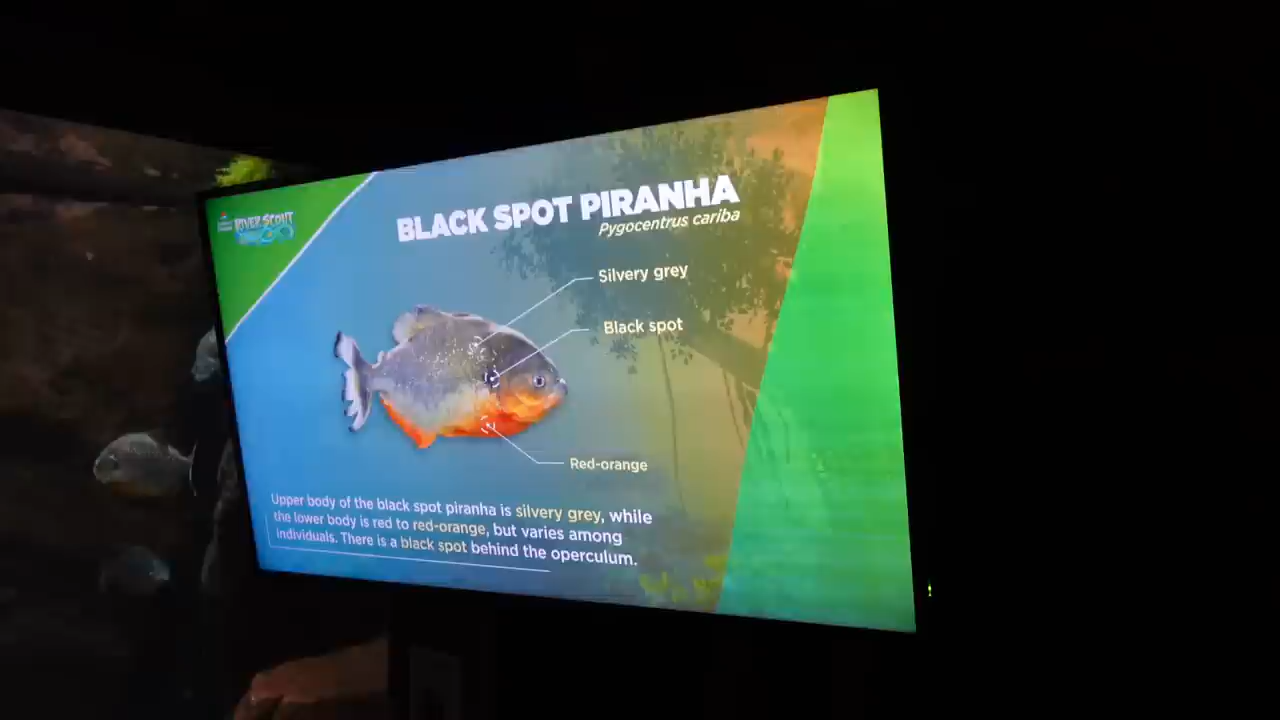 RIVER SCOUT
BLACK SPOT PIRANHA
Pygocentrus cariba
Silvery grey
Black spot
Red-orange
Upper body of the black spot piranha is silvery grey, while
the lower body is red to red-orange, but varies among
individuals. There is a black spot behind the operculum.